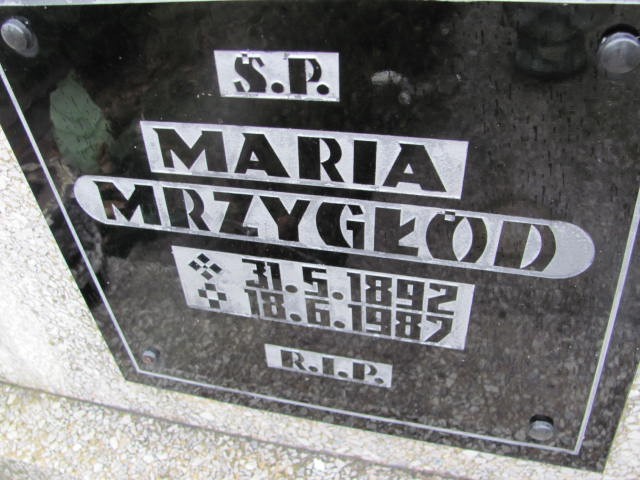 Ś.P.
MARIA
MRZYGŁÓD
31.5.1892
18.6.1987
R.I.P.